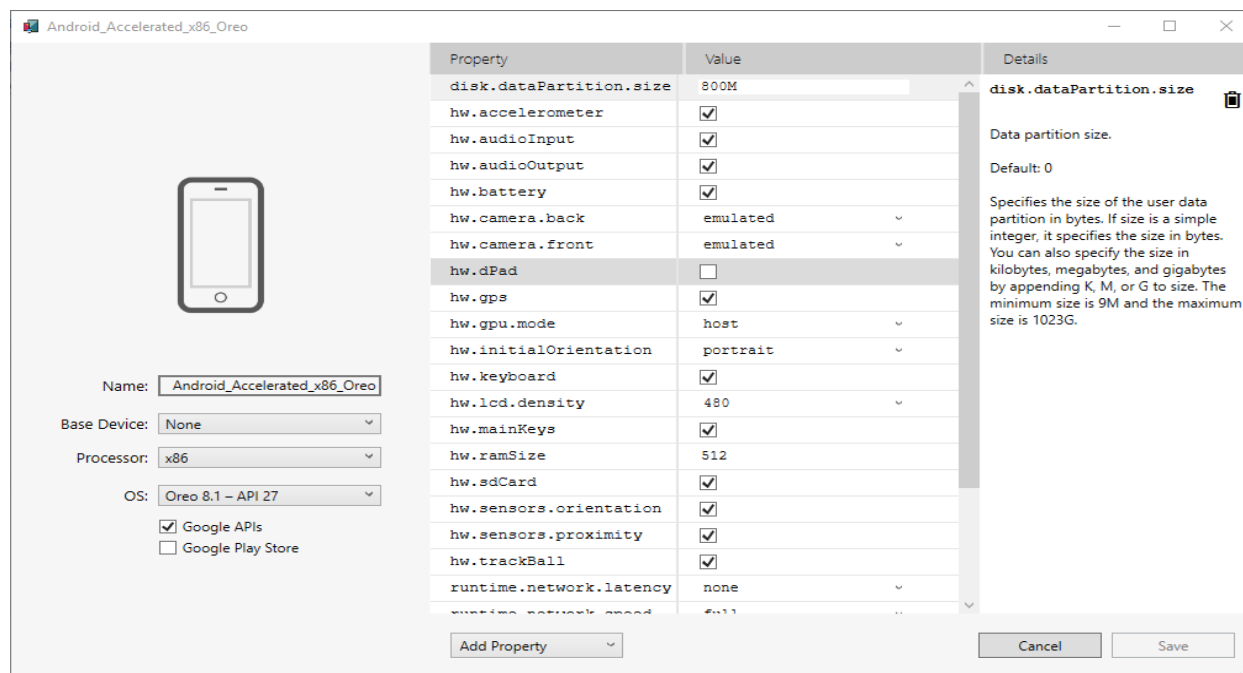 Android_Accelerated_x86_Oreo
Property Value Details
disk.dataPartition.size 800M
hw.accelerometer
hw.audioInput
hw.audioOutput
hw.battery
hw.camera.back emulated
hw.camera.front emulated
hw.dPad
hw.gps
hw.gpu.mode host
hw.initialOrientation portrait
hw.keyboard
hw.lcd.density 480
hw.mainKeys
hw.ramSize 512
hw.sdCard
hw.sensors.orientation
hw.sensors.proximity
hw.trackBall
runtime.network.latency none
runtime.network.speed full
disk.dataPartition.size
Data partition size.
Default: 0
Specifies the size of the user data
partition in bytes. If size is a simple
integer, it specifies the size in bytes.
You can also specify the size in
kilobytes, megabytes, and gigabytes
by appending K, M, or G to size. The
minimum size is 9M and the maximum
size is 1023G.
Name: Android_Accelerated_x86_Oreo
Base Device: None
Processor: x86
OS: Oreo 8.1 – API 27
Google APIs
Google Play Store
Add Property
Cancel Save